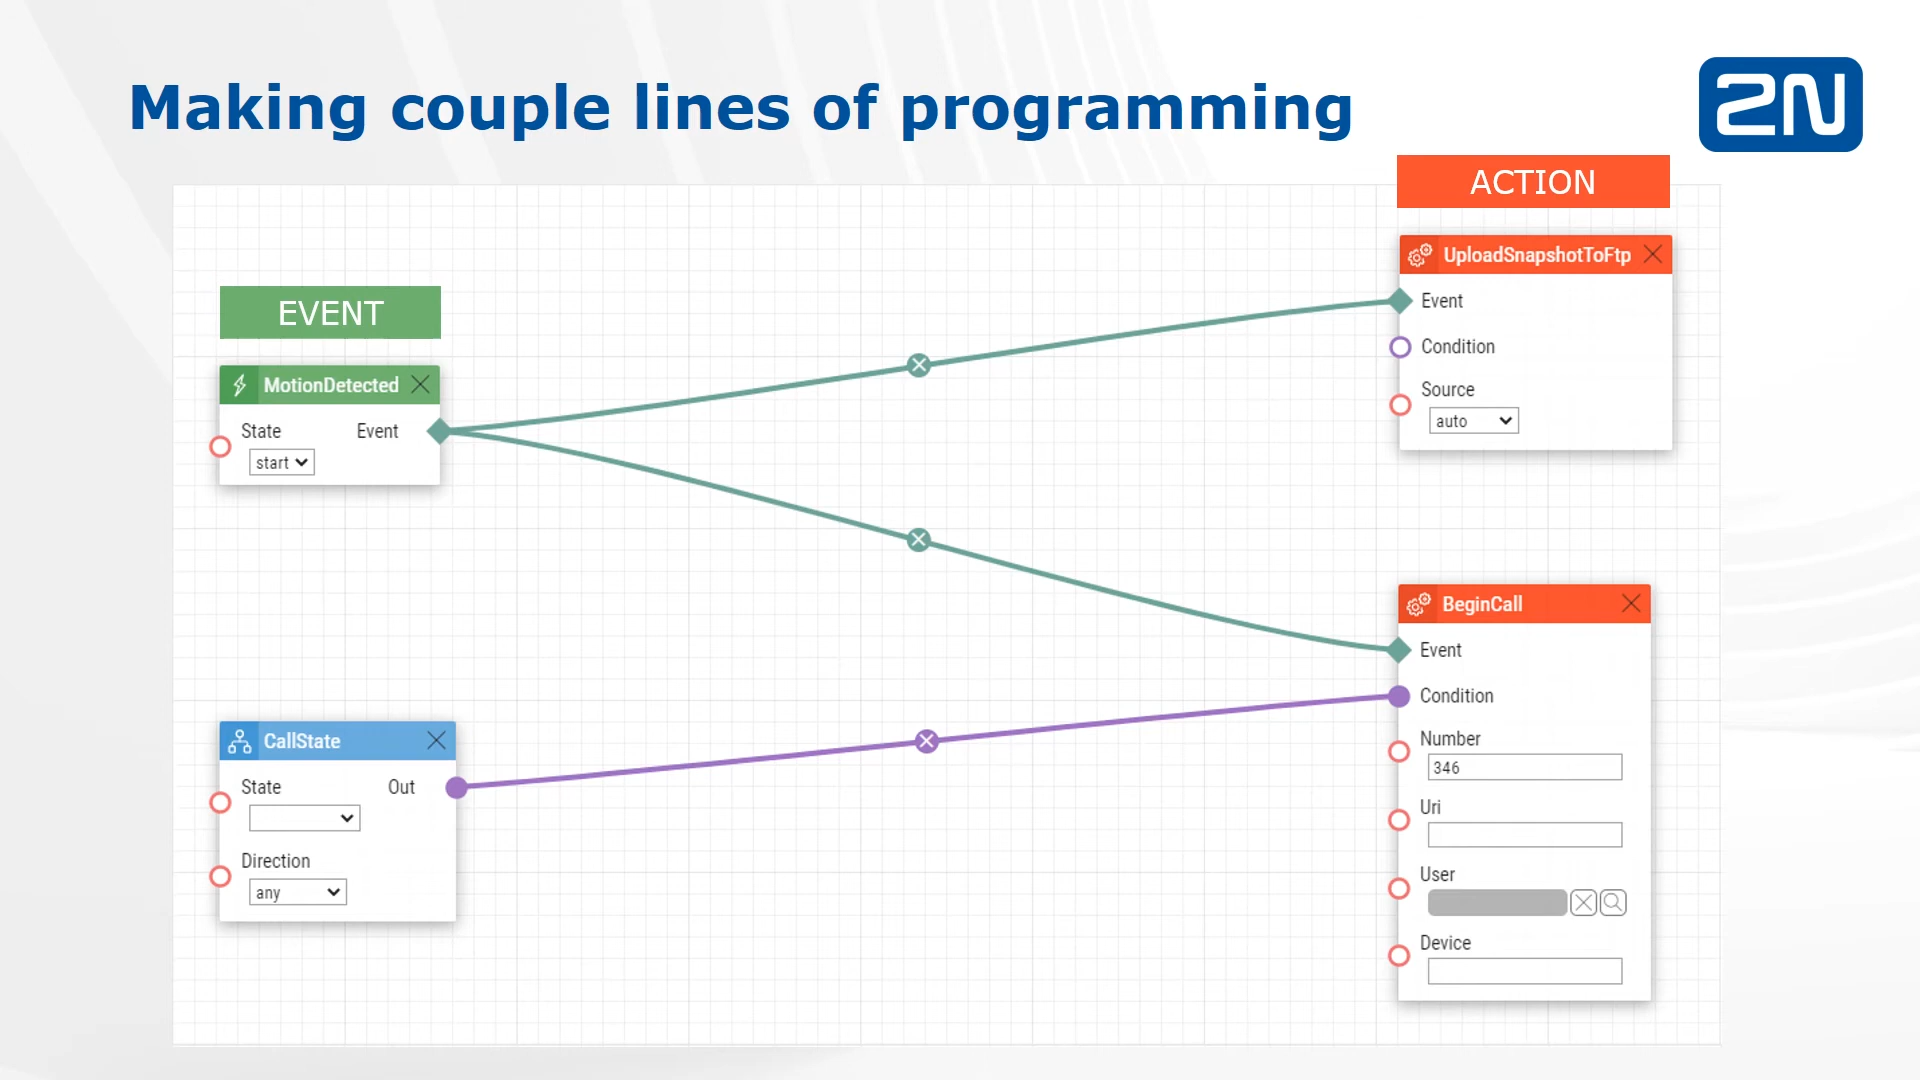 Making couple lines of programming
2N
ACTION
UploadSnapshotToFtp
Event
Condition
Source
auto
EVENT
MotionDetected
State Event
start
BeginCall
Event
Condition
Number
346
Uri
User
Device
CallState
State Out
Direction
any